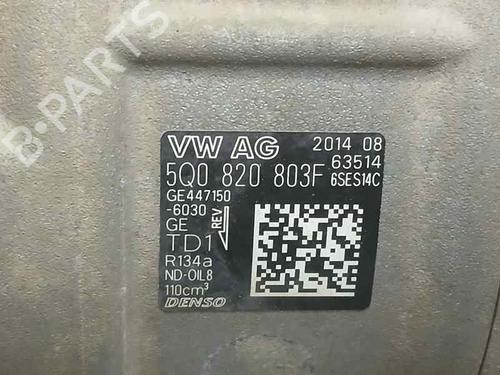 B-PARTS
VW AG 2014 08
63514
5Q0 820 803F 6SES14C
GE447150
-6030
GE REV
TD1
R134a
ND-OIL8
110cm³
DENSO